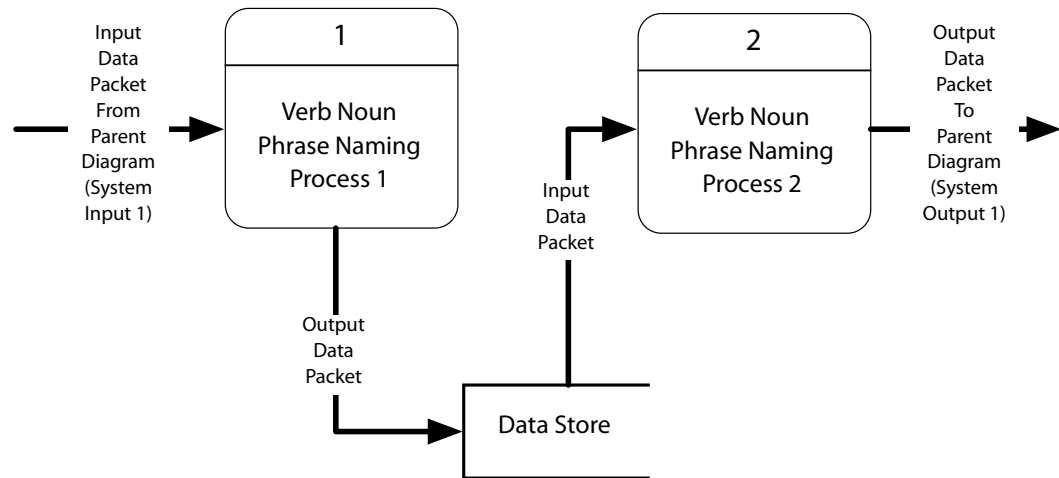 Input
Data
Packet
From
Parent
Diagram
(System
Input 1)
1
Verb Noun
Phrase Naming
Process 1
Output
Data
Packet
Data Store
Input
Data
Packet
2
Verb Noun
Phrase Naming
Process 2
Output
Data
Packet
To
Parent
Diagram
(System
Output 1)